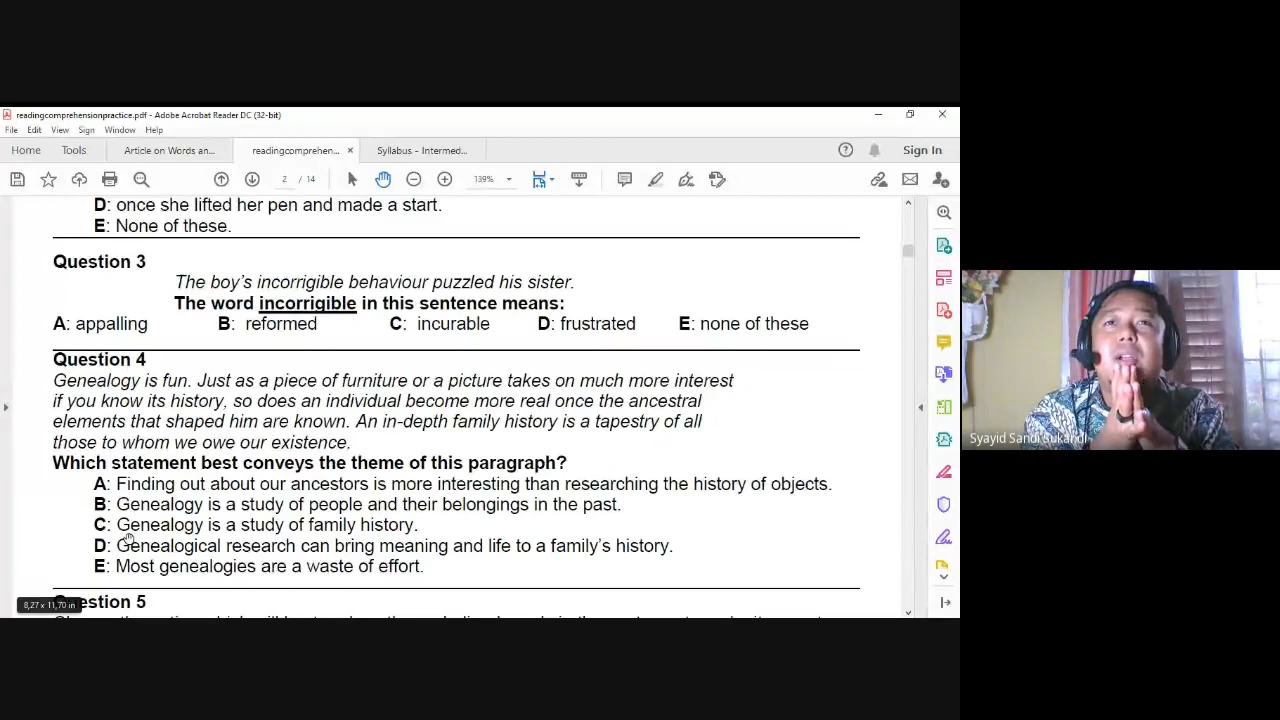 readingcomprehensionpractice.pdf - Adobe Acrobat Reader DC (32-bit)
File Edit View Sign Window Help
Home Tools Article on Words an... readingcomprehen... × Syllabus - Intermed... Sign In
2 / 14 139%
D: once she lifted her pen and made a start.
E: None of these.
Question 3
The boy's incorrigible behaviour puzzled his sister.
The word incorrigible in this sentence means:
A: appalling B: reformed C: incurable D: frustrated E: none of these
Question 4
Genealogy is fun. Just as a piece of furniture or a picture takes on much more interest
if you know its history, so does an individual become more real once the ancestral
elements that shaped him are known. An in-depth family history is a tapestry of all
those to whom we owe our existence.
Which statement best conveys the theme of this paragraph?
A: Finding out about our ancestors is more interesting than researching the history of objects.
B: Genealogy is a study of people and their belongings in the past.
C: Genealogy is a study of family history.
D: Genealogical research can bring meaning and life to a family's history.
E: Most genealogies are a waste of effort.
Question 5
8,27 x 11,70 in
Syayid Sandi Sukandi